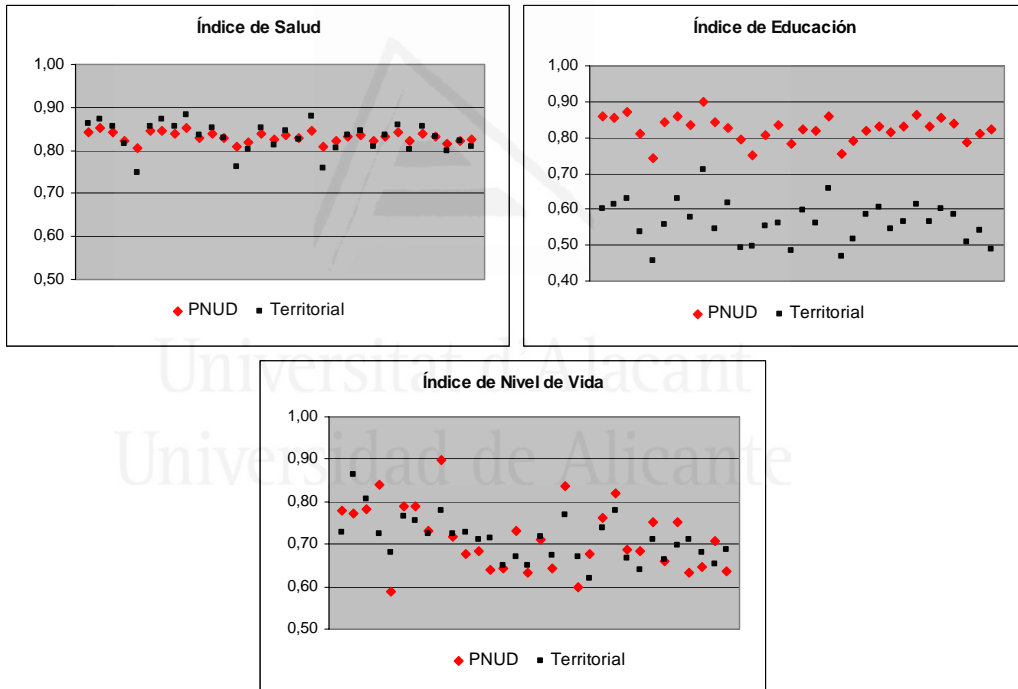 Índice de Salud
1,00
0,90
0,80
0,70
0,60
0,50
PNUD Territorial
Índice de Educación
1,00
0,90
0,80
0,70
0,60
0,50
0,40
PNUD Territorial
Universitat d'Alacant
Universidad de Alicante
Índice de Nivel de Vida
1,00
0,90
0,80
0,70
0,60
0,50
PNUD Territorial